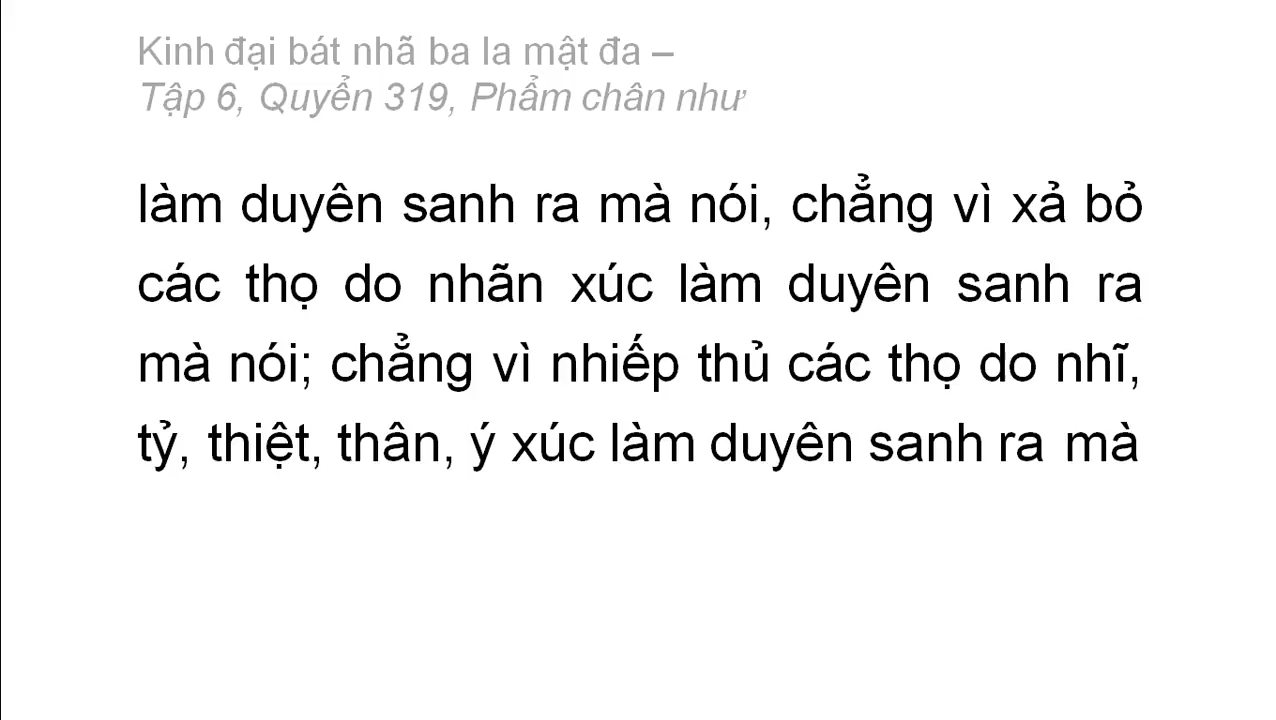 Kinh đại bát nhã ba la mật đa –
Tập 6, Quyển 319, Phẩm chân như
làm duyên sanh ra mà nói, chẳng vì xả bỏ
các thọ do nhãn xúc làm duyên sanh ra
mà nói; chẳng vì nhiếp thủ các thọ do nhĩ,
tỷ, thiệt, thân, ý xúc làm duyên sanh ra mà